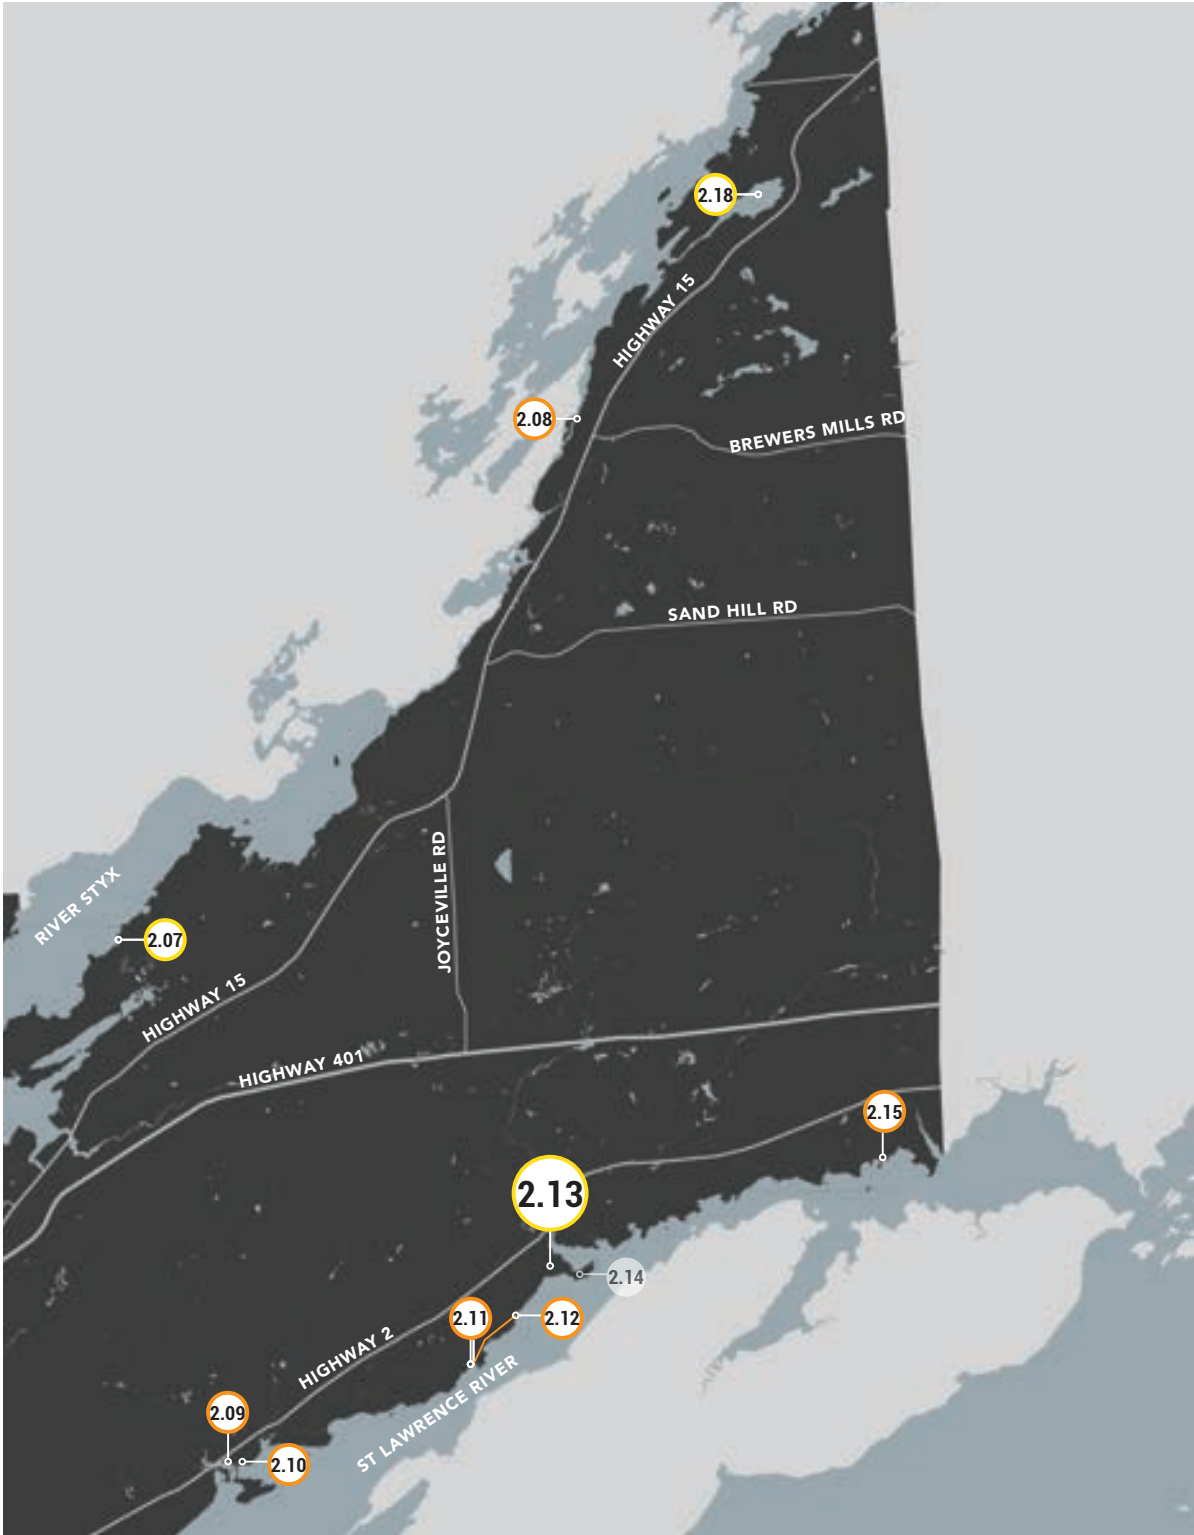 2.18
HIGHWAY 15
2.08
BREWERS MILLS RD
SAND HILL RD
JOYCEVILLE RD
RIVER STYX
2.07
HIGHWAY 15
HIGHWAY 401
2.15
2.13
2.14
2.11
2.12
HIGHWAY 2
ST LAWRENCE RIVER
2.09
2.10